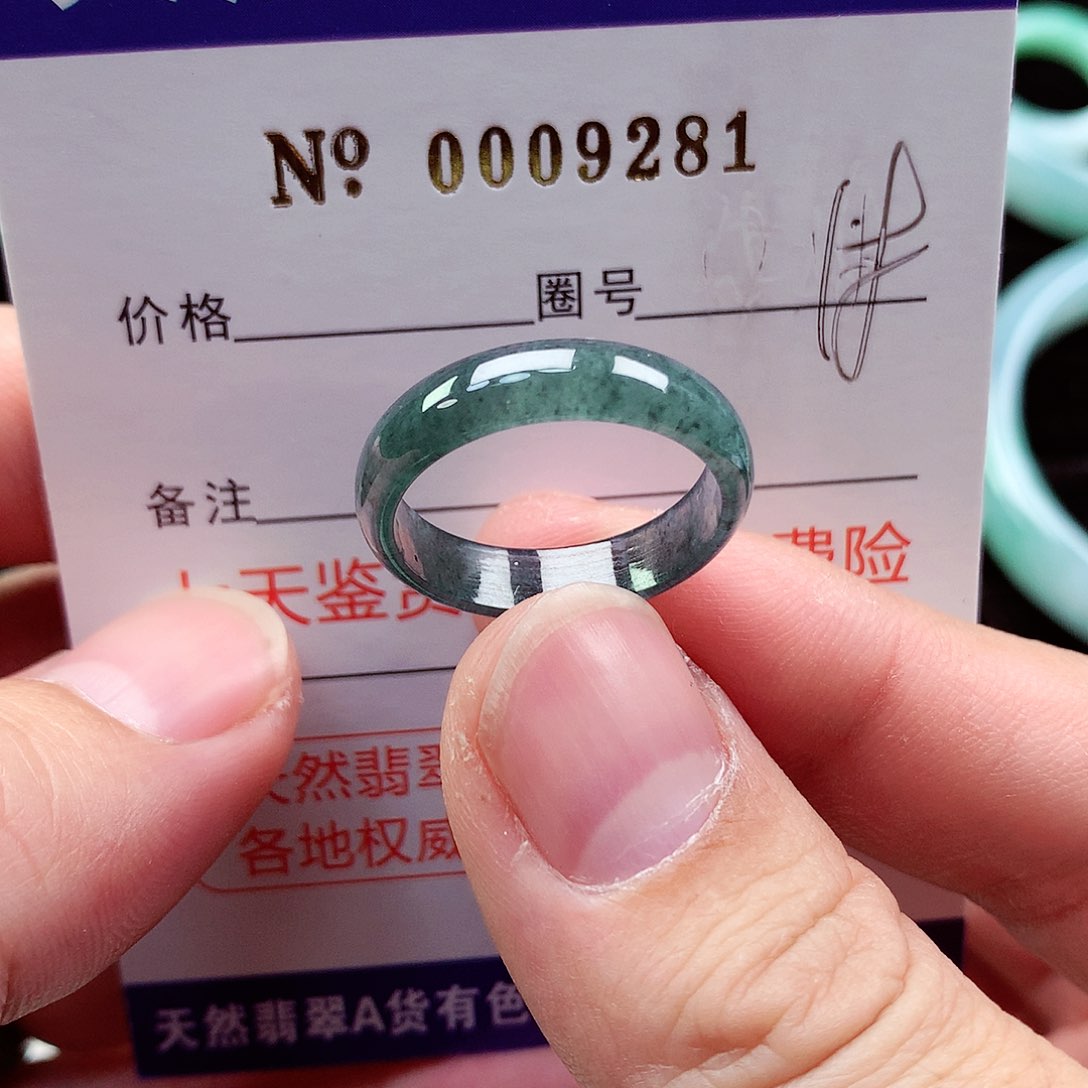 Nº 0009281
价格 圈号
备注
天鉴 费险
天然翡翠
各地权威
天然翡翠A货有色